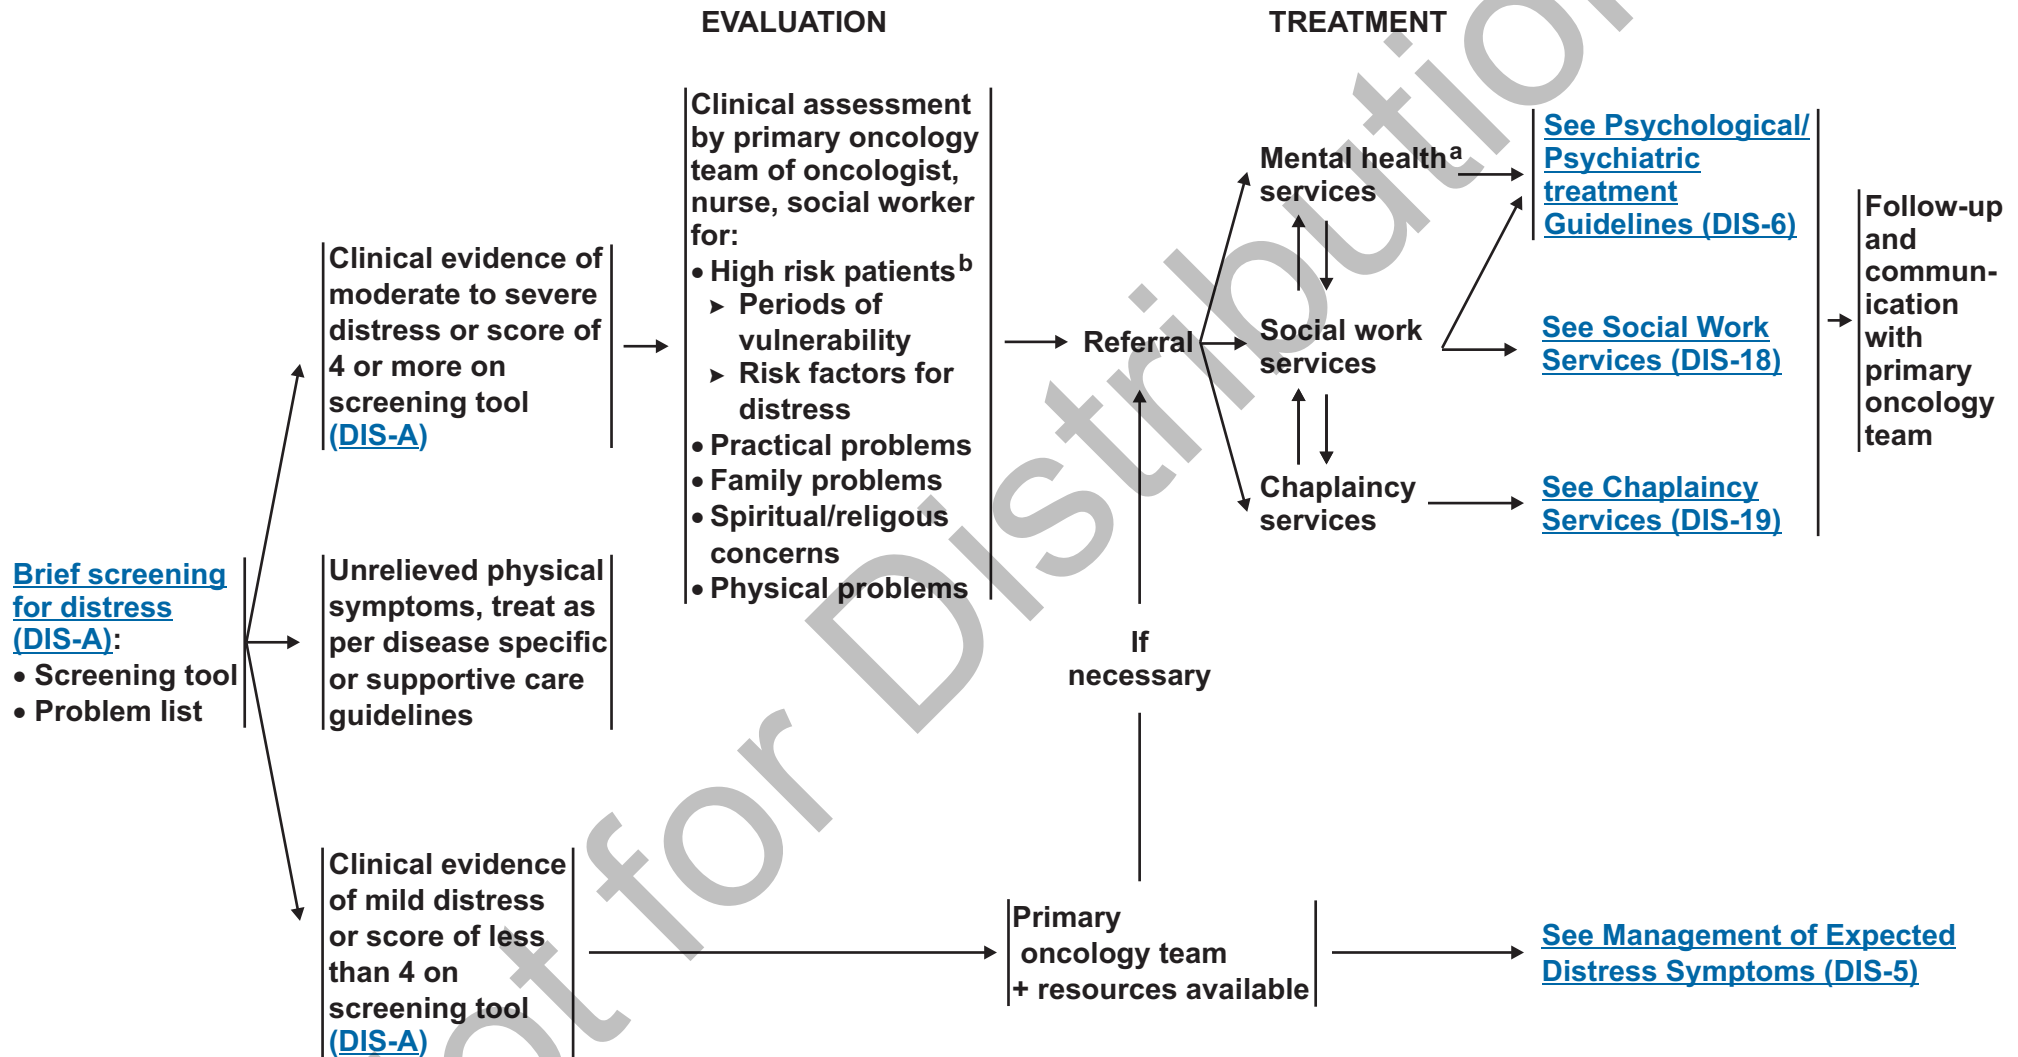 EVALUATION
TREATMENT
Brief screening
for distress
(DIS-A):
• Screening tool
• Problem list
Clinical evidence of
moderate to severe
distress or score of
4 or more on
screening tool
(DIS-A)
Unrelieved physical
symptoms, treat as
per disease specific
or supportive care
guidelines
Clinical evidence
of mild distress
or score of less
than 4 on
screening tool
(DIS-A)
Clinical assessment
by primary oncology
team of oncologist,
nurse, social worker
for:
• High risk patients b
➤ Periods of
vulnerability
➤ Risk factors for
distress
• Practical problems
• Family problems
• Spiritual/religous
concerns
• Physical problems
Referral
If
necessary
Primary
oncology team
+ resources available
Mental health a
services
Social work
services
Chaplaincy
services
See Psychological/
Psychiatric
treatment
Guidelines (DIS-6)
See Social Work
Services (DIS-18)
See Chaplaincy
Services (DIS-19)
See Management of Expected
Distress Symptoms (DIS-5)
Follow-up
and
commun-
ication
with
primary
oncology
team
ot for Distribution